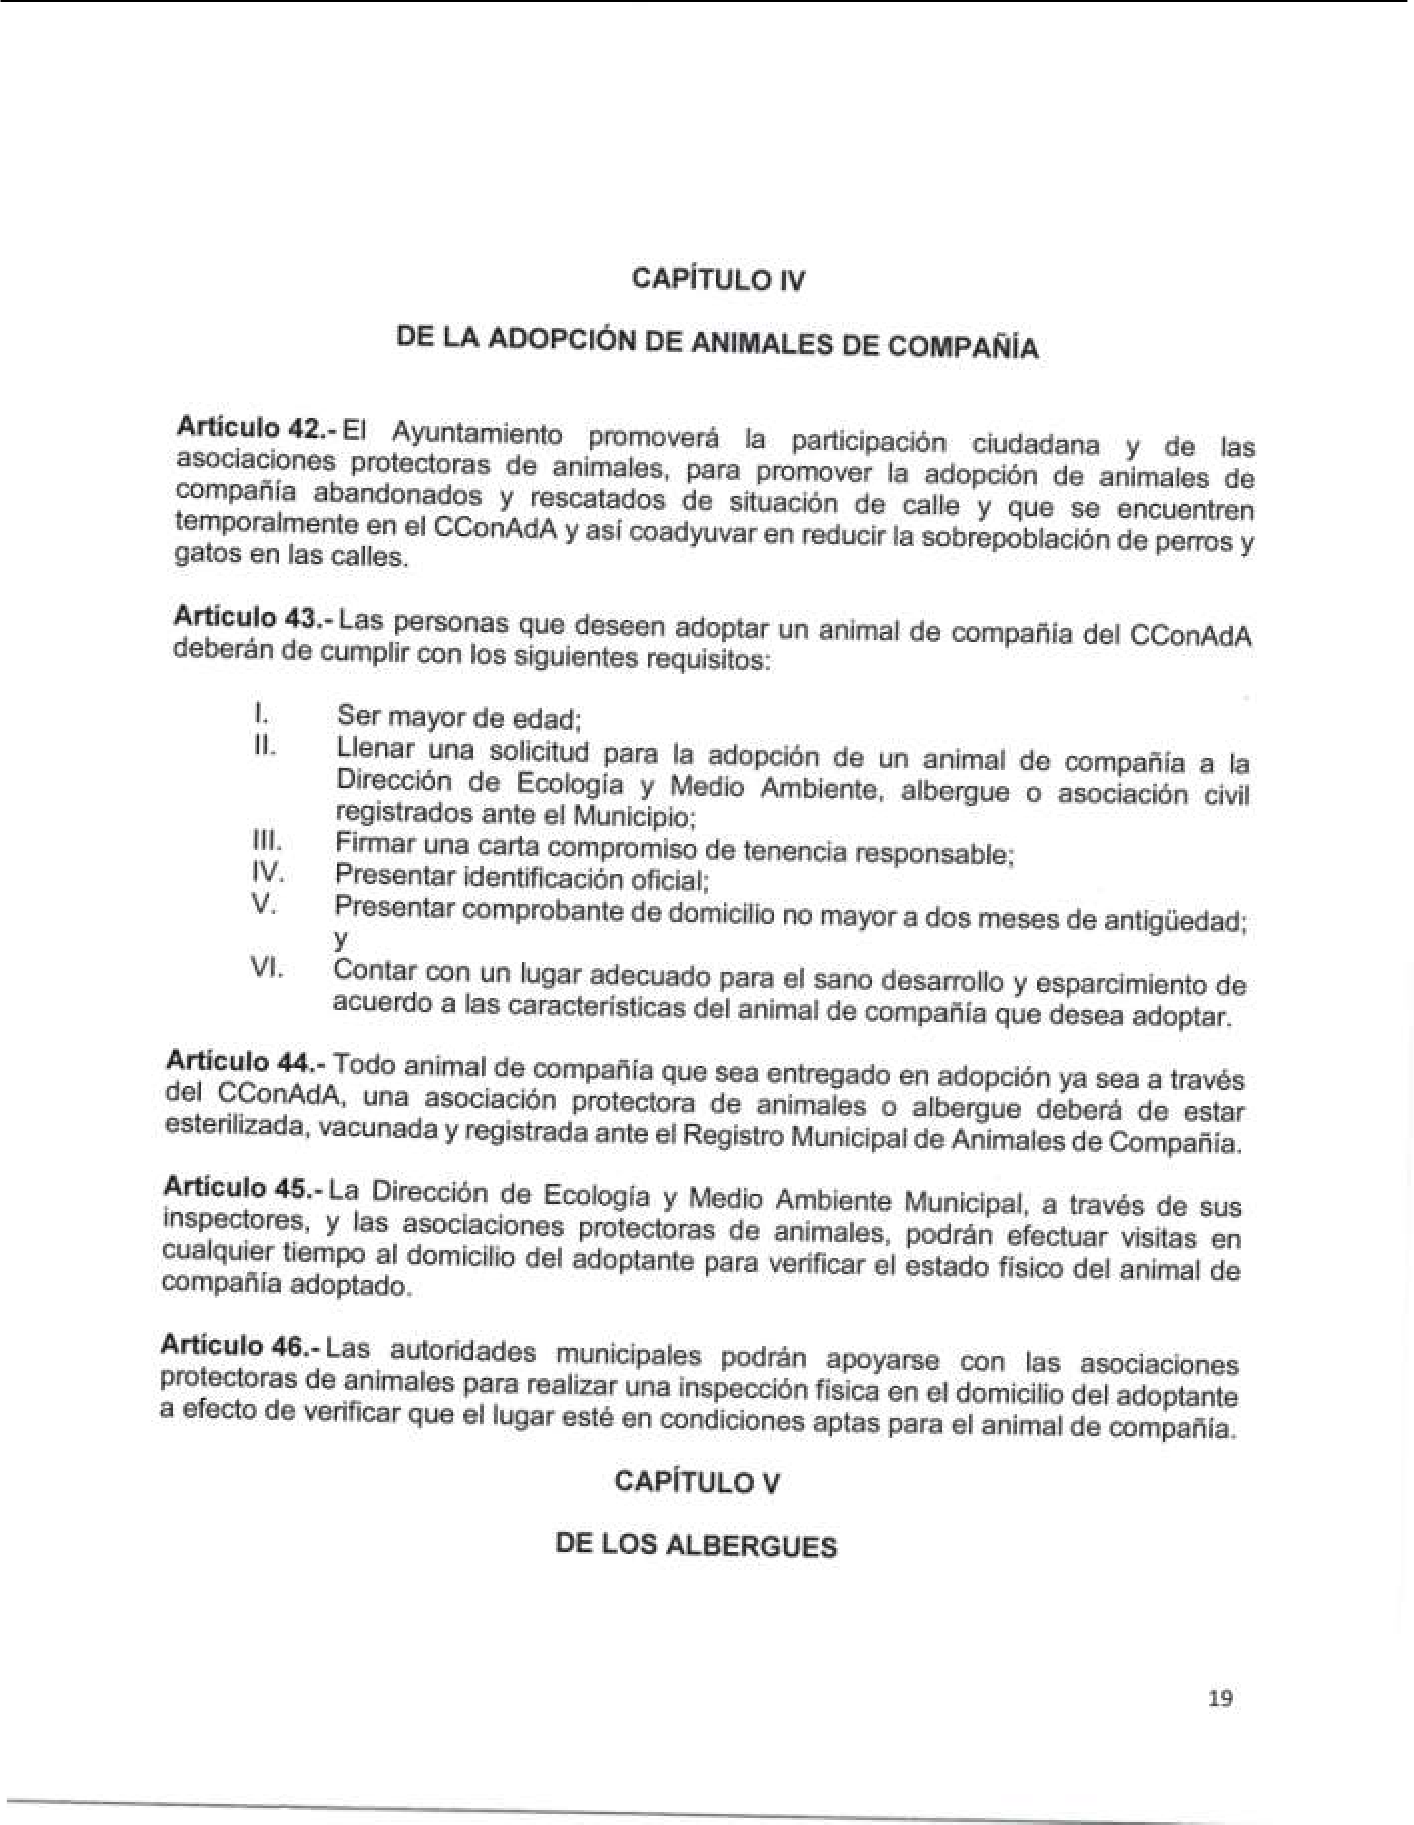 CAPÍTULO IV
DE LA ADOPCIÓN DE ANIMALES DE COMPAÑÍA
Artículo 42.- El Ayuntamiento promoverá la participación ciudadana y de las
asociaciones protectoras de animales, para promover la adopción de animales de
compañía abandonados y rescatados de situación de calle y que se encuentren
temporalmente en el CConAdA y así coadyuvar en reducir la sobrepoblación de perros y
gatos en las calles.
Artículo 43.- Las personas que deseen adoptar un animal de compañía del CConAdA
deberán de cumplir con los siguientes requisitos:
I. Ser mayor de edad;
II. Llenar una solicitud para la adopción de un animal de compañía a la
Dirección de Ecología y Medio Ambiente, albergue o asociación civil
registrados ante el Municipio;
III. Firmar una carta compromiso de tenencia responsable;
IV. Presentar identificación oficial;
V. Presentar comprobante de domicilio no mayor a dos meses de antigüedad;
y
VI. Contar con un lugar adecuado para el sano desarrollo y esparcimiento de
acuerdo a las características del animal de compañía que desea adoptar.
Artículo 44.- Todo animal de compañía que sea entregado en adopción ya sea a través
del CConAdA, una asociación protectora de animales o albergue deberá de estar
esterilizada, vacunada y registrada ante el Registro Municipal de Animales de Compañía.
Artículo 45.- La Dirección de Ecología y Medio Ambiente Municipal, a través de sus
inspectores, y las asociaciones protectoras de animales, podrán efectuar visitas en
cualquier tiempo al domicilio del adoptante para verificar el estado físico del animal de
compañía adoptado.
Artículo 46.- Las autoridades municipales podrán apoyarse con las asociaciones
protectoras de animales para realizar una inspección física en el domicilio del adoptante
a efecto de verificar que el lugar esté en condiciones aptas para el animal de compañía.
CAPÍTULO V
DE LOS ALBERGUES
19